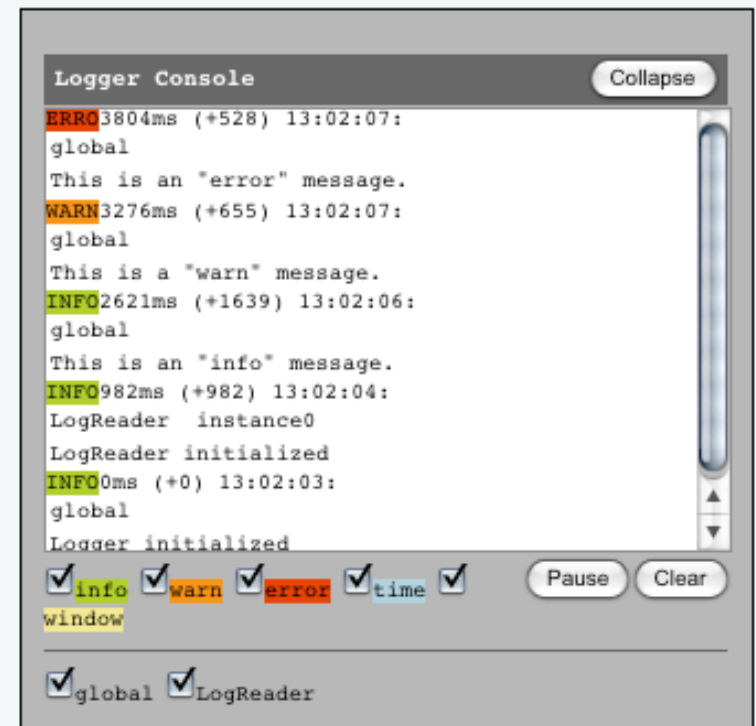 Logger Console Collapse
ERRO3804ms (+528) 13:02:07:
global
This is an "error" message.
WARN3276ms (+655) 13:02:07:
global
This is a "warn" message.
INFO2621ms (+1639) 13:02:06:
global
This is an "info" message.
INFO982ms (+982) 13:02:04:
LogReader  instance0
LogReader initialized
INFO0ms (+0) 13:02:03:
global
Logger initialized
info warn error time Pause Clear
window
global LogReader